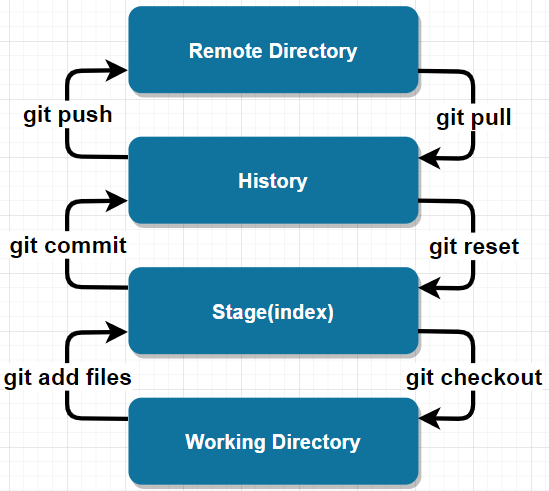 Remote Directory
git push
git pull
History
git commit
git reset
Stage(index)
git add files
git checkout
Working Directory